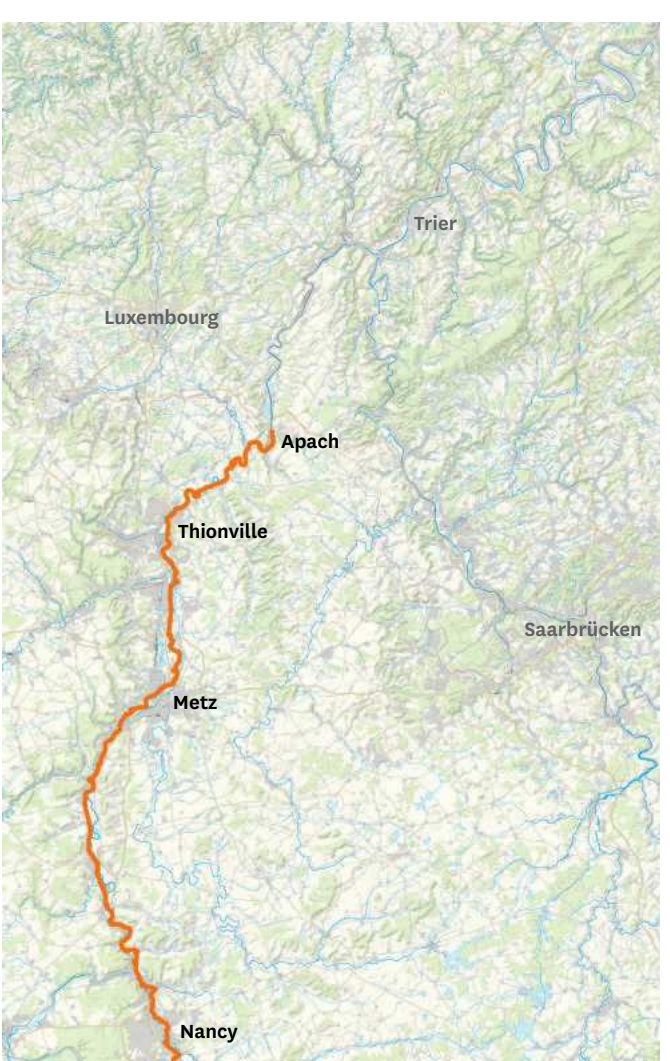 Trier
Luxembourg
Apach
Thionville
Saarbrücken
Metz
Nancy